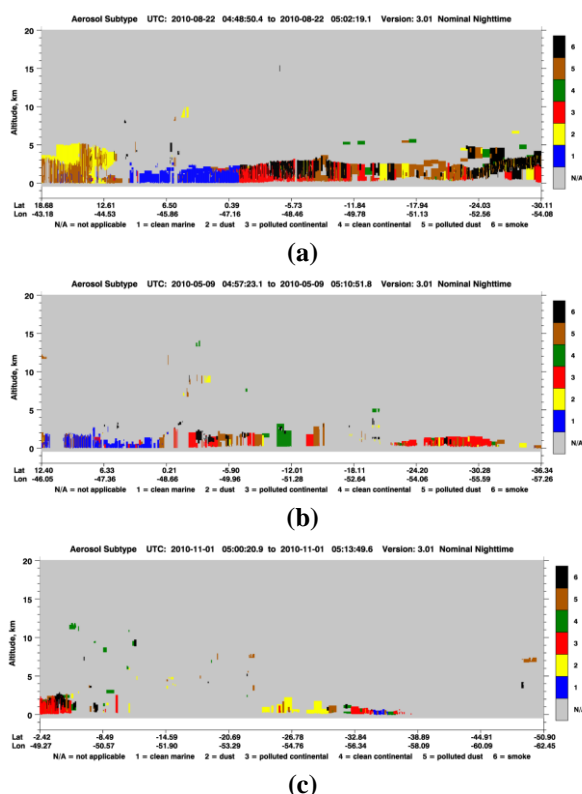 Aerosol Subtype UTC: 2010-08-22 04:48:50.4 to 2010-08-22 05:02:19.1 Version: 3.01 Nominal Nighttime
20
15
10
5
0
Altitude, km
6
5
4
3
2
1
N/A
Lat 18.68 12.61 6.50 0.39 -5.73 -11.84 -17.94 -24.03 -30.11
Lon -43.18 -44.53 -45.86 -47.16 -48.46 -49.78 -51.13 -52.56 -54.08
N/A = not applicable 1 = clean marine 2 = dust 3 = polluted continental 4 = clean continental 5 = polluted dust 6 = smoke
(a)
Aerosol Subtype UTC: 2010-05-09 04:57:23.1 to 2010-05-09 05:10:51.8 Version: 3.01 Nominal Nighttime
20
15
10
5
0
Altitude, km
6
5
4
3
2
1
N/A
Lat 12.40 6.33 0.21 -5.90 -12.01 -18.11 -24.20 -30.28 -36.34
Lon -46.05 -47.36 -48.66 -49.96 -51.28 -52.64 -54.06 -55.59 -57.26
N/A = not applicable 1 = clean marine 2 = dust 3 = polluted continental 4 = clean continental 5 = polluted dust 6 = smoke
(b)
Aerosol Subtype UTC: 2010-11-01 05:00:20.9 to 2010-11-01 05:13:49.6 Version: 3.01 Nominal Nighttime
20
15
10
5
0
Altitude, km
6
5
4
3
2
1
N/A
Lat -2.42 -8.49 -14.59 -20.69 -26.78 -32.84 -38.89 -44.91 -50.90
Lon -49.27 -50.57 -51.90 -53.29 -54.76 -56.34 -58.09 -60.09 -62.45
N/A = not applicable 1 = clean marine 2 = dust 3 = polluted continental 4 = clean continental 5 = polluted dust 6 = smoke
(c)